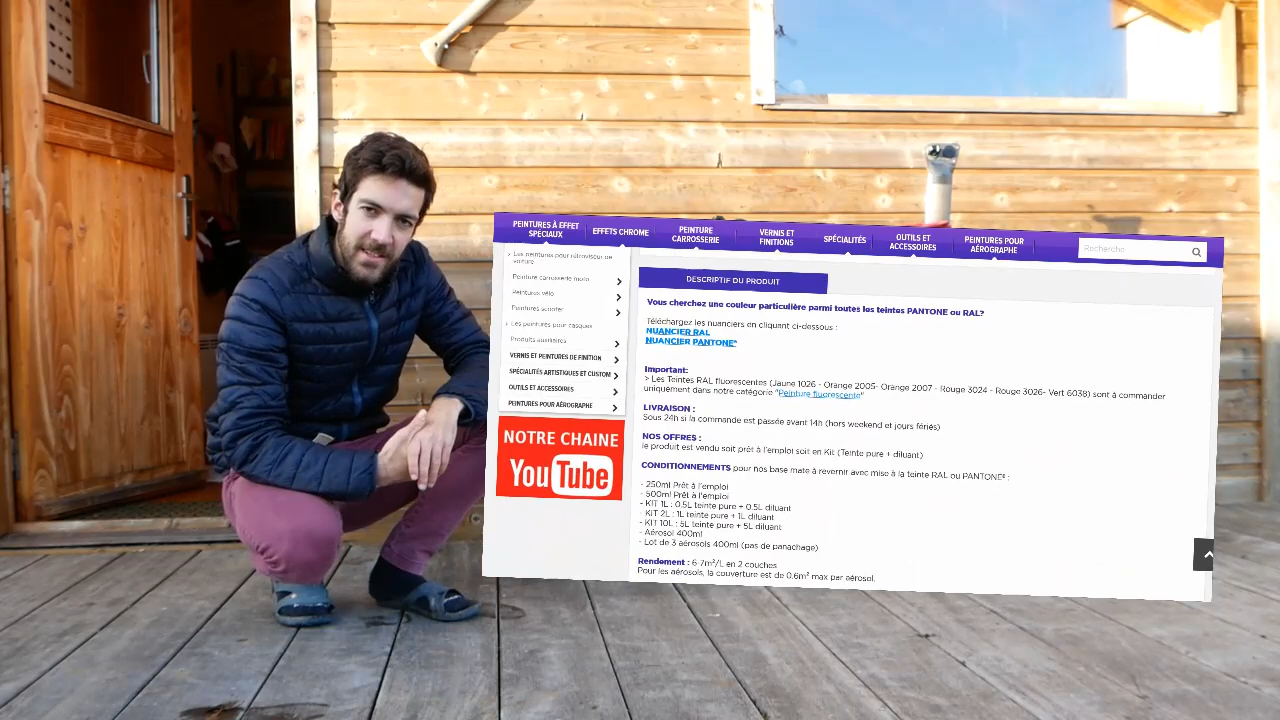 PEINTURES À EFFET SPÉCIAUX
EFFETS CHROME
PEINTURE CARROSSERIE
VERNIS ET FINITIONS
SPÉCIALITÉS
OUTILS ET ACCESSOIRES
PEINTURES POUR AÉROGRAPHE
Recherche
Les peintures pour rétroviseur de voiture
Peinture carrosserie moto
Peintures vélo
Peintures scooter
Les peintures pour casques
Produits auxiliaires
VERNIS ET PEINTURES DE FINITION
SPÉCIALITÉS ARTISTIQUES ET CUSTOM
OUTILS ET ACCESSOIRES
PEINTURES POUR AÉROGRAPHE
NOTRE CHAINE
YouTube
DESCRIPTIF DU PRODUIT
Vous cherchez une couleur particulière parmi toutes les teintes PANTONE ou RAL?
Téléchargez les nuanciers en cliquant ci-dessous :
NUANCIER RAL
NUANCIER PANTONE®
Important:
> Les Teintes RAL fluorescentes (Jaune 1026 - Orange 2005- Orange 2007 - Rouge 3024 - Rouge 3026- Vert 6038) sont à commander
uniquement dans notre catégorie "Peinture fluorescente"
LIVRAISON :
Sous 24h si la commande est passée avant 14h (hors weekend et jours fériés)
NOS OFFRES :
le produit est vendu soit prêt à l'emploi soit en Kit (Teinte pure + diluant)
CONDITIONNEMENTS pour nos base mate à revernir avec mise à la teinte RAL ou PANTONE® :
- 250ml Prêt à l'emploi
- 500ml Prêt à l'emploi
- KIT 1L : 0.5L teinte pure + 0.5L diluant
- KIT 2L : 1L teinte pure + 1L diluant
- KIT 10L : 5L teinte pure + 5L diluant
- Aérosol 400ml
- Lot de 3 aérosols 400ml (pas de panachage)
Rendement : 6-7m²/L en 2 couches
Pour les aérosols, la couverture est de 0.6m² max par aérosol.